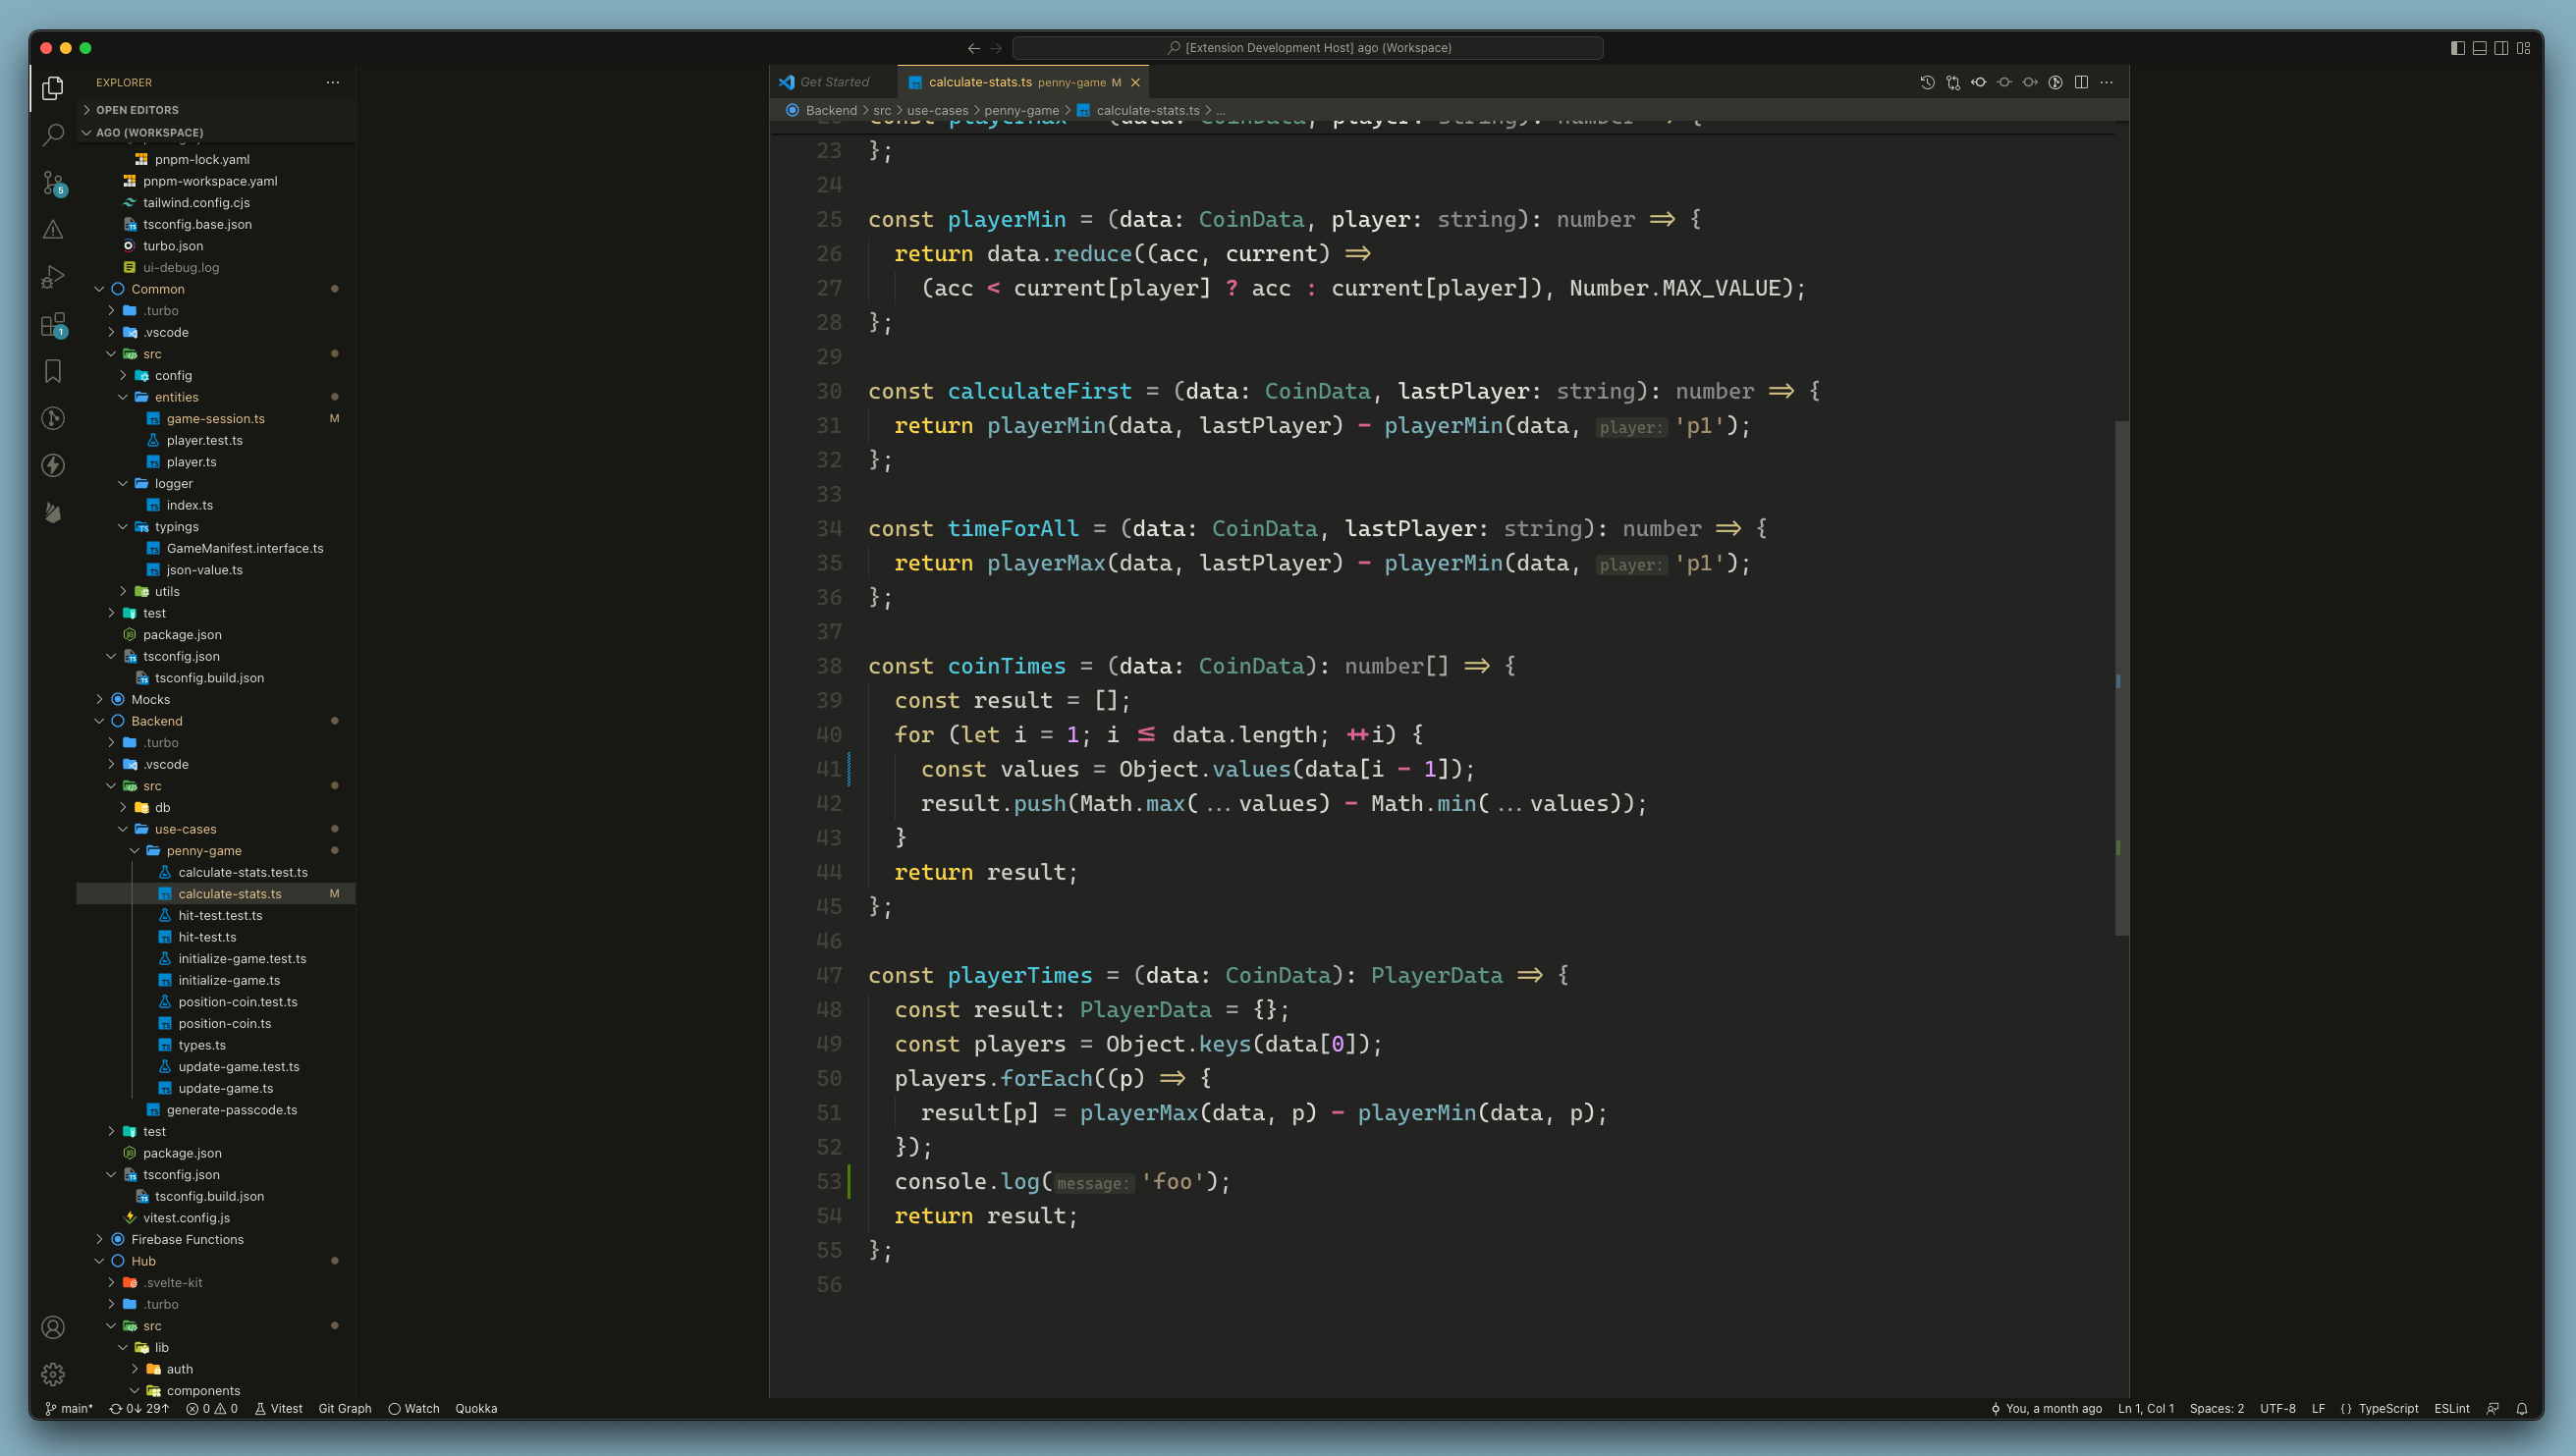 [Extension Development Host] ago (Workspace)
EXPLORER
OPEN EDITORS
AGO (WORKSPACE)
pnpm-lock.yaml
pnpm-workspace.yaml
tailwind.config.cjs
tsconfig.base.json
turbo.json
ui-debug.log
Common
.turbo
.vscode
src
config
entities
game-session.ts M
player.test.ts
player.ts
logger
index.ts
typings
GameManifest.interface.ts
json-value.ts
utils
test
package.json
tsconfig.json
tsconfig.build.json
Mocks
Backend
.turbo
.vscode
src
db
use-cases
penny-game
calculate-stats.test.ts
calculate-stats.ts M
hit-test.test.ts
hit-test.ts
initialize-game.test.ts
initialize-game.ts
position-coin.test.ts
position-coin.ts
types.ts
update-game.test.ts
update-game.ts
generate-passcode.ts
test
package.json
tsconfig.json
tsconfig.build.json
vitest.config.js
Firebase Functions
Hub
.svelte-kit
.turbo
src
lib
auth
components
5
1
Get Started
calculate-stats.ts penny-game M
Backend > src > use-cases > penny-game > calculate-stats.ts > ...
const playerMax = (data: CoinData, player: string): number => {
23 };
24
25 const playerMin = (data: CoinData, player: string): number => {
26 return data.reduce((acc, current) =>
27 (acc < current[player] ? acc : current[player]), Number.MAX_VALUE);
28 };
29
30 const calculateFirst = (data: CoinData, lastPlayer: string): number => {
31 return playerMin(data, lastPlayer) - playerMin(data, player: 'p1');
32 };
33
34 const timeForAll = (data: CoinData, lastPlayer: string): number => {
35 return playerMax(data, lastPlayer) - playerMin(data, player: 'p1');
36 };
37
38 const coinTimes = (data: CoinData): number[] => {
39 const result = [];
40 for (let i = 1; i <= data.length; ++i) {
41 const values = Object.values(data[i - 1]);
42 result.push(Math.max(...values) - Math.min(...values));
43 }
44 return result;
45 };
46
47 const playerTimes = (data: CoinData): PlayerData => {
48 const result: PlayerData = {};
49 const players = Object.keys(data[0]);
50 players.forEach((p) => {
51 result[p] = playerMax(data, p) - playerMin(data, p);
52 });
53 console.log(message: 'foo');
54 return result;
55 };
56
main* 0↓ 29↑ 0 0 Vitest Git Graph Watch Quokka
You, a month ago Ln 1, Col 1 Spaces: 2 UTF-8 LF {} TypeScript ESLint